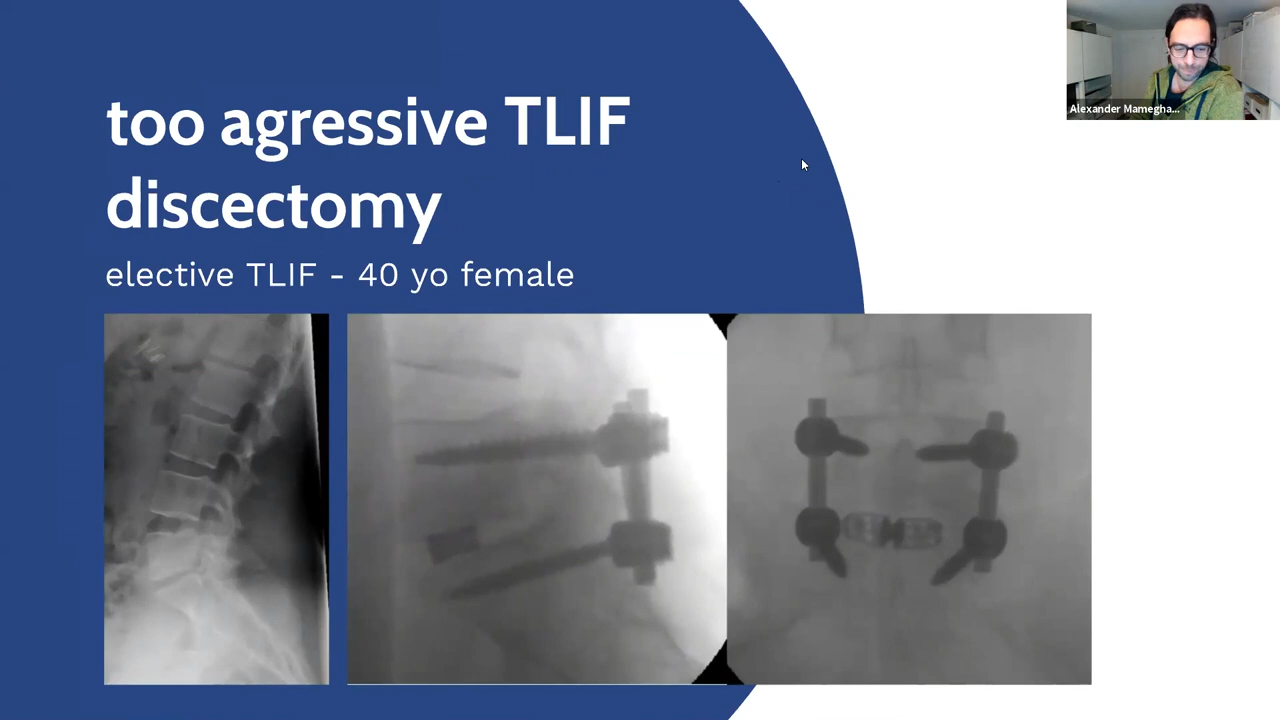 too agressive TLIF
discectomy
elective TLIF - 40 yo female
Alexander Mamegha...